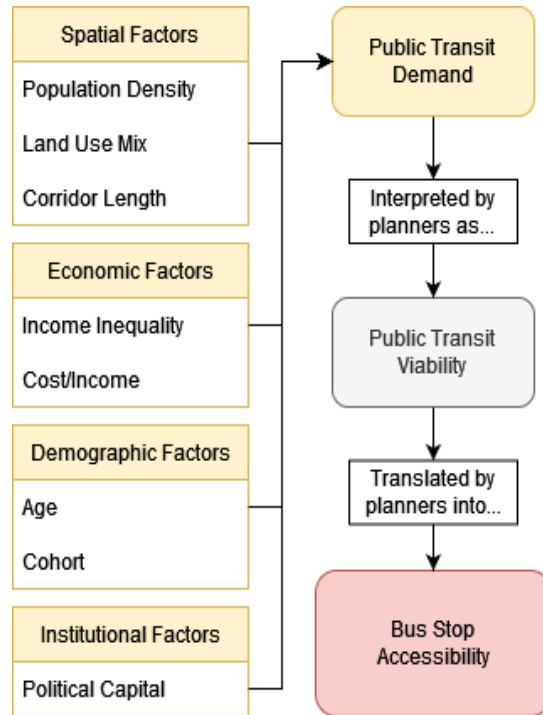 Spatial Factors
Population Density
Land Use Mix
Corridor Length
Economic Factors
Income Inequality
Cost/Income
Demographic Factors
Age
Cohort
Institutional Factors
Political Capital
Public Transit
Demand
Interpreted by
planners as...
Public Transit
Viability
Translated by
planners into...
Bus Stop
Accessibility